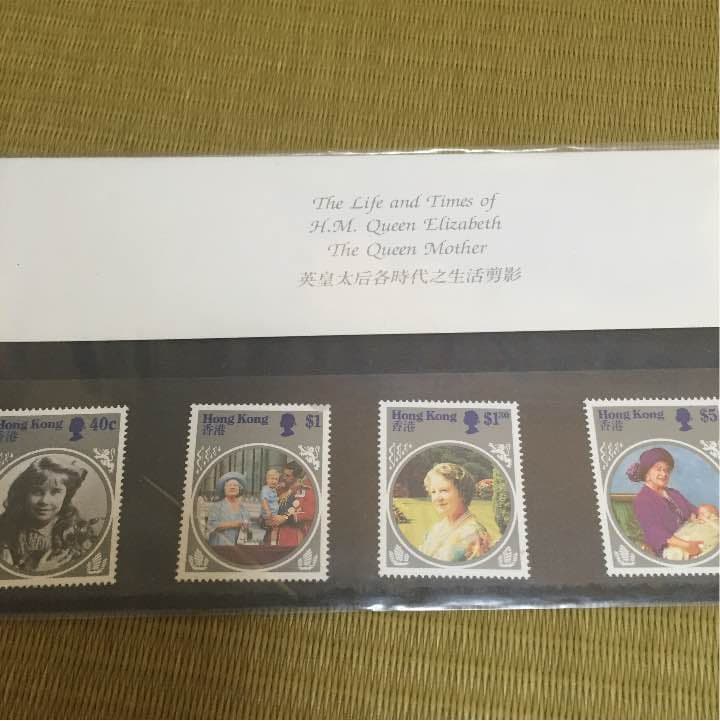 The Life and Times of
H.M. Queen Elizabeth
The Queen Mother
英皇太后各時代之生活剪影
Hong Kong 40c
香港
Hong Kong $1
香港
Hong Kong $1.30
香港
Hong Kong $5
香港